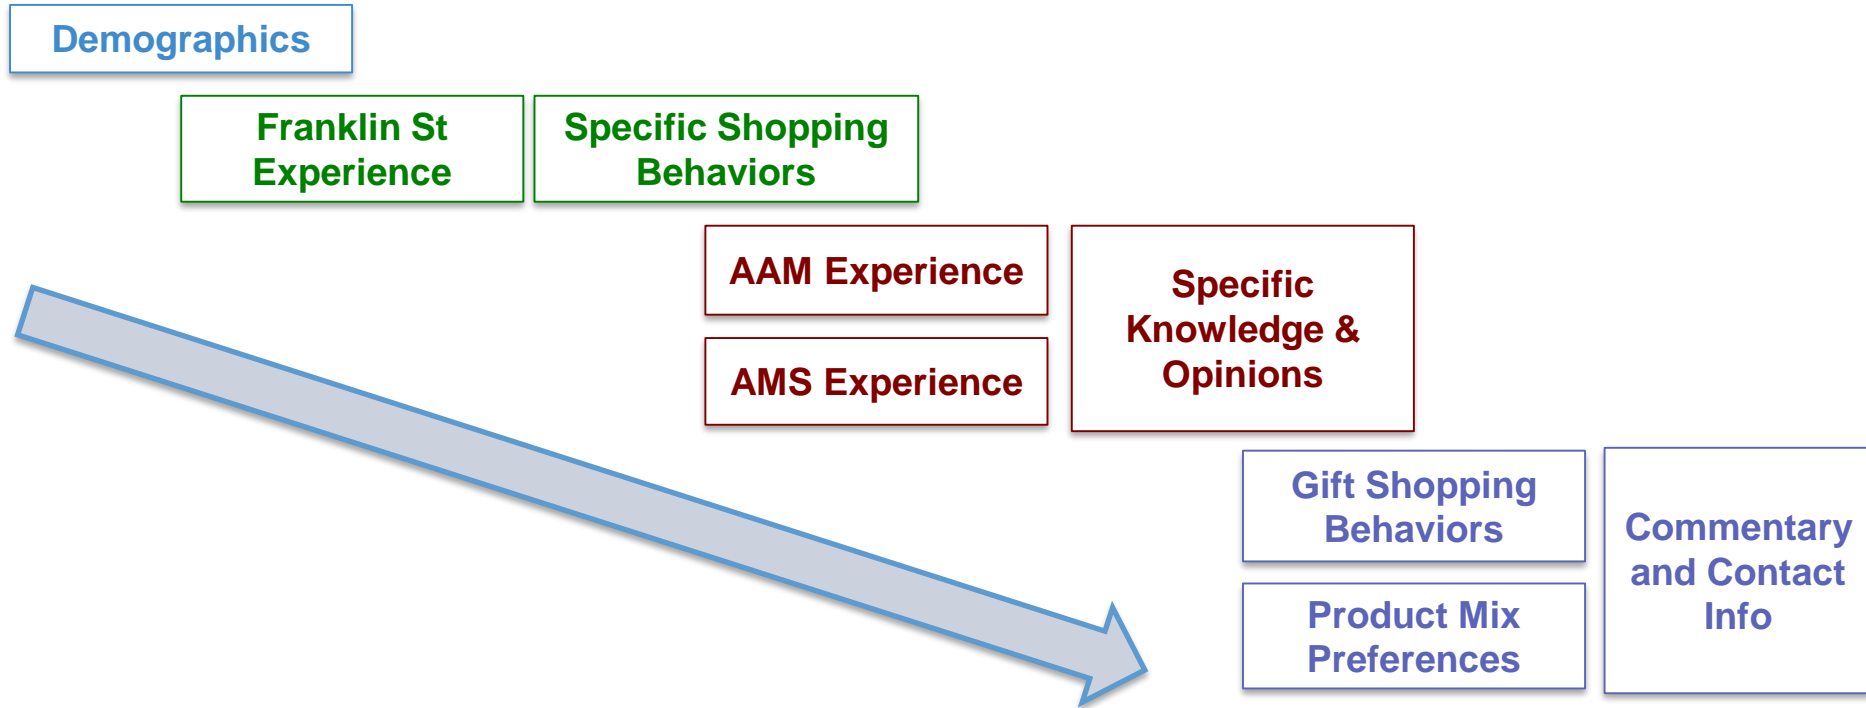 Demographics
Franklin St
Experience
Specific Shopping
Behaviors
AAM Experience
AMS Experience
Specific
Knowledge &
Opinions
Gift Shopping
Behaviors
Product Mix
Preferences
Commentary
and Contact
Info